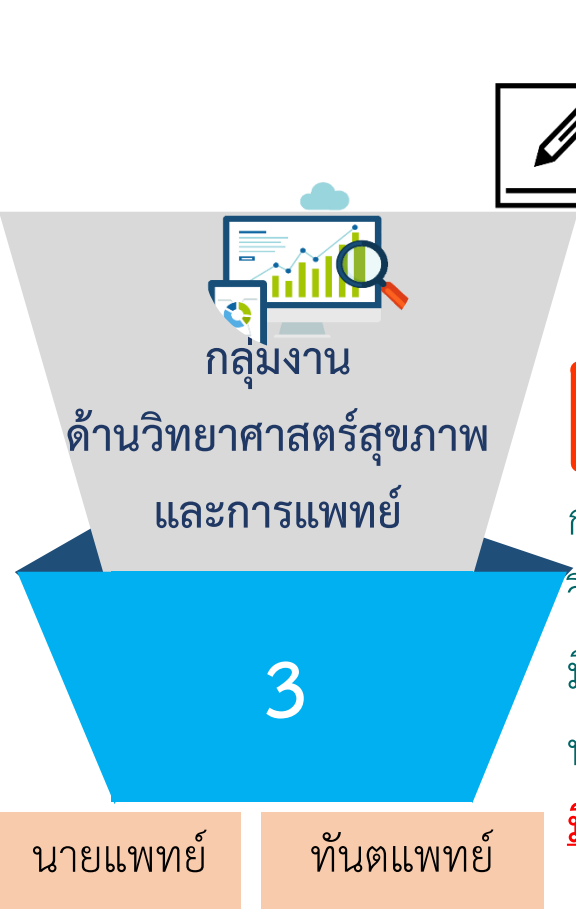 กลุ่มงาน
ด้านวิทยาศาสตร์สุขภาพ
และการแพทย์
3
นายแพทย์
ทันตแพทย์